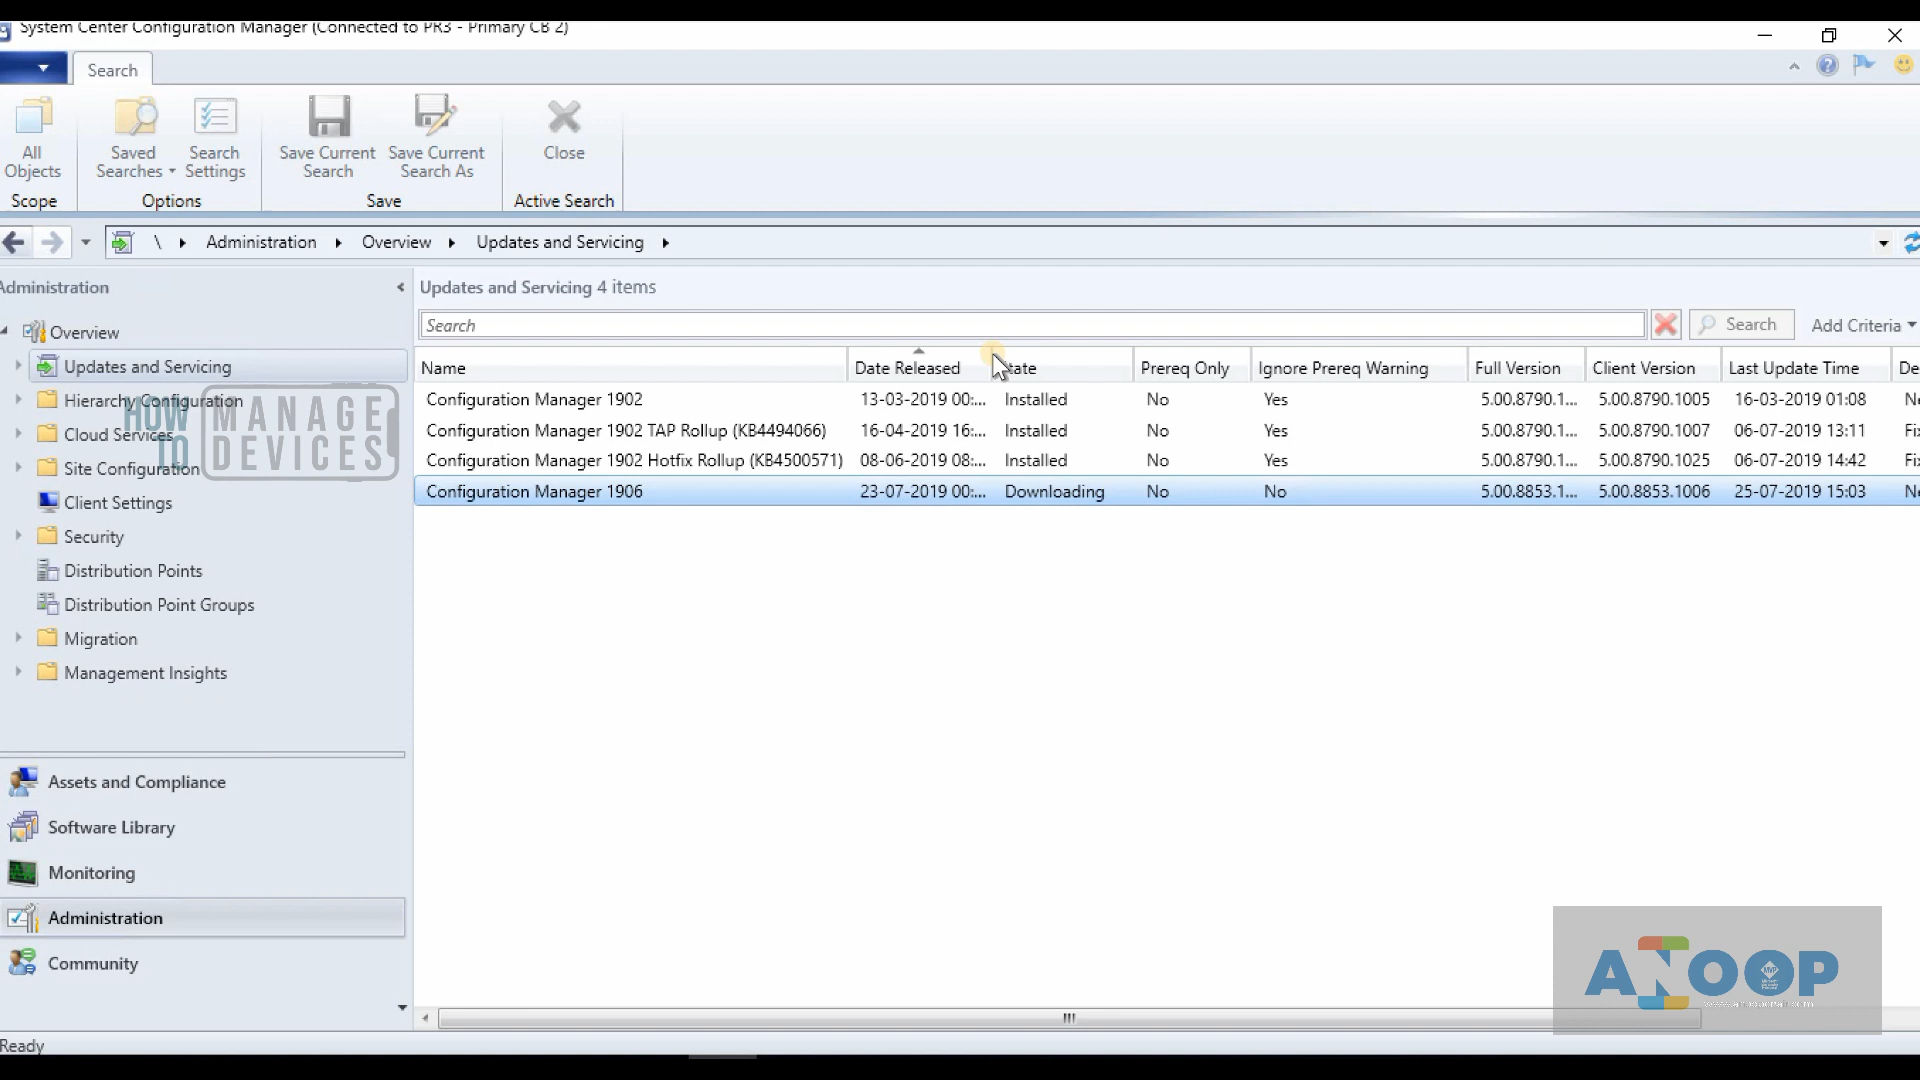 System Center Configuration Manager (Connected to PR3 - Primary CB 2)
Search
All Objects
Saved Searches
Search Settings
Save Current Search
Save Current Search As
Close
Scope
Options
Save
Active Search
\ Administration Overview Updates and Servicing
Administration
Updates and Servicing 4 items
Search
Search
Add Criteria
Overview
Updates and Servicing
Hierarchy Configuration
Cloud Services
Site Configuration
Client Settings
Security
Distribution Points
Distribution Point Groups
Migration
Management Insights
HOW TO MANAGE DEVICES
Name Date Released State Prereq Only Ignore Prereq Warning Full Version Client Version Last Update Time De
Configuration Manager 1902 13-03-2019 00:... Installed No Yes 5.00.8790.1... 5.00.8790.1005 16-03-2019 01:08 Ne
Configuration Manager 1902 TAP Rollup (KB4494066) 16-04-2019 16:... Installed No Yes 5.00.8790.1... 5.00.8790.1007 06-07-2019 13:11 Fix
Configuration Manager 1902 Hotfix Rollup (KB4500571) 08-06-2019 08:... Installed No Yes 5.00.8790.1... 5.00.8790.1025 06-07-2019 14:42 Fix
Configuration Manager 1906 23-07-2019 00:... Downloading No No 5.00.8853.1... 5.00.8853.1006 25-07-2019 15:03 Ne
Assets and Compliance
Software Library
Monitoring
Administration
Community
ANOOP
Ready